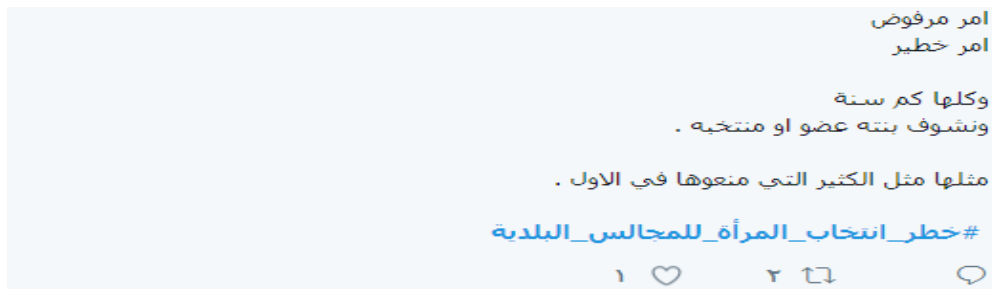 امر مرفوض
امر خطير
وكلها كم سنة
ونشوف بنته عضو او منتخبه .
مثلها مثل الكثير التي منعوها في الاول .
#خطر_انتخاب_المرأة_للمجالس_البلدية
٢ ١